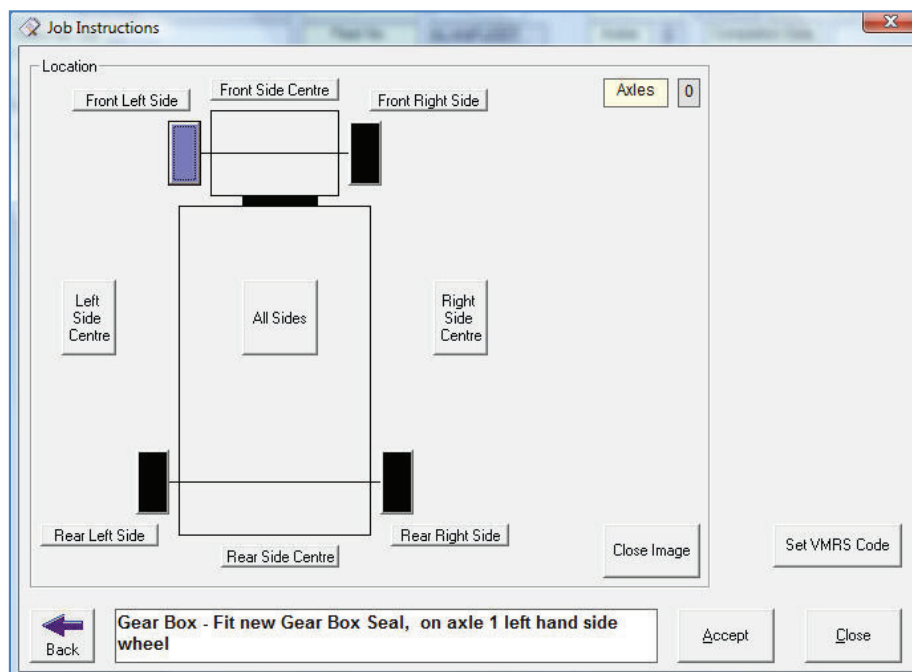 Job Instructions
Location
Front Left Side
Front Side Centre
Front Right Side
Axles 0
Left
Side
Centre
All Sides
Right
Side
Centre
Rear Left Side
Rear Side Centre
Rear Right Side
Close Image
Set VMRS Code
Back
Gear Box - Fit new Gear Box Seal, on axle 1 left hand side
wheel
Accept
Close